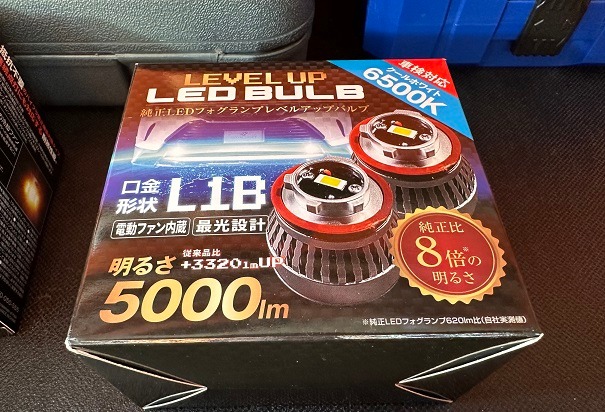 LEVEL UP
LED BULB
純正LEDフォグランプレベルアップバルブ
車検対応
クールホワイト
6500K
口金
形状
L1B
電動ファン内蔵
最光設計
従来品比
明るさ +3320lmUP
5000lm
純正比
8倍※の
明るさ
※純正LEDフォグランプ620lm比(自社実測値)